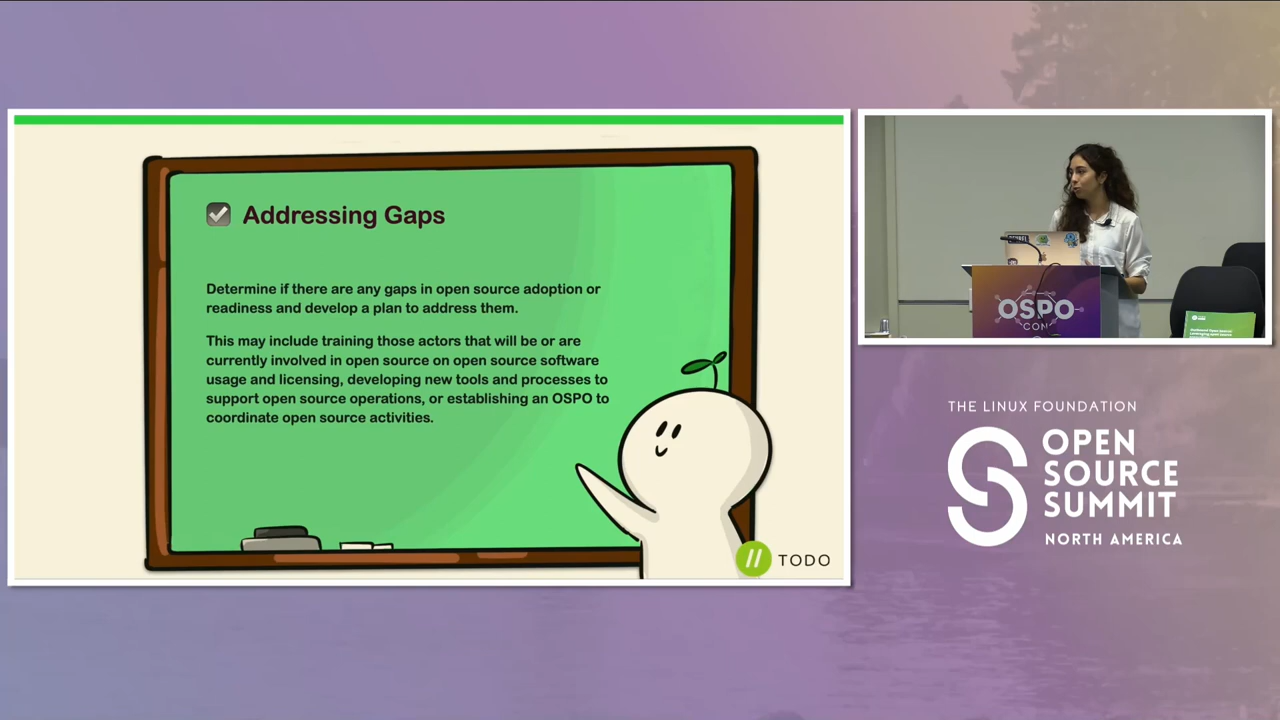 Addressing Gaps
Determine if there are any gaps in open source adoption or
readiness and develop a plan to address them.
This may include training those actors that will be or are
currently involved in open source on open source software
usage and licensing, developing new tools and processes to
support open source operations, or establishing an OSPO to
coordinate open source activities.
// TODO
OSPO
CON
THE LINUX FOUNDATION
OPEN
SOURCE
SUMMIT
NORTH AMERICA